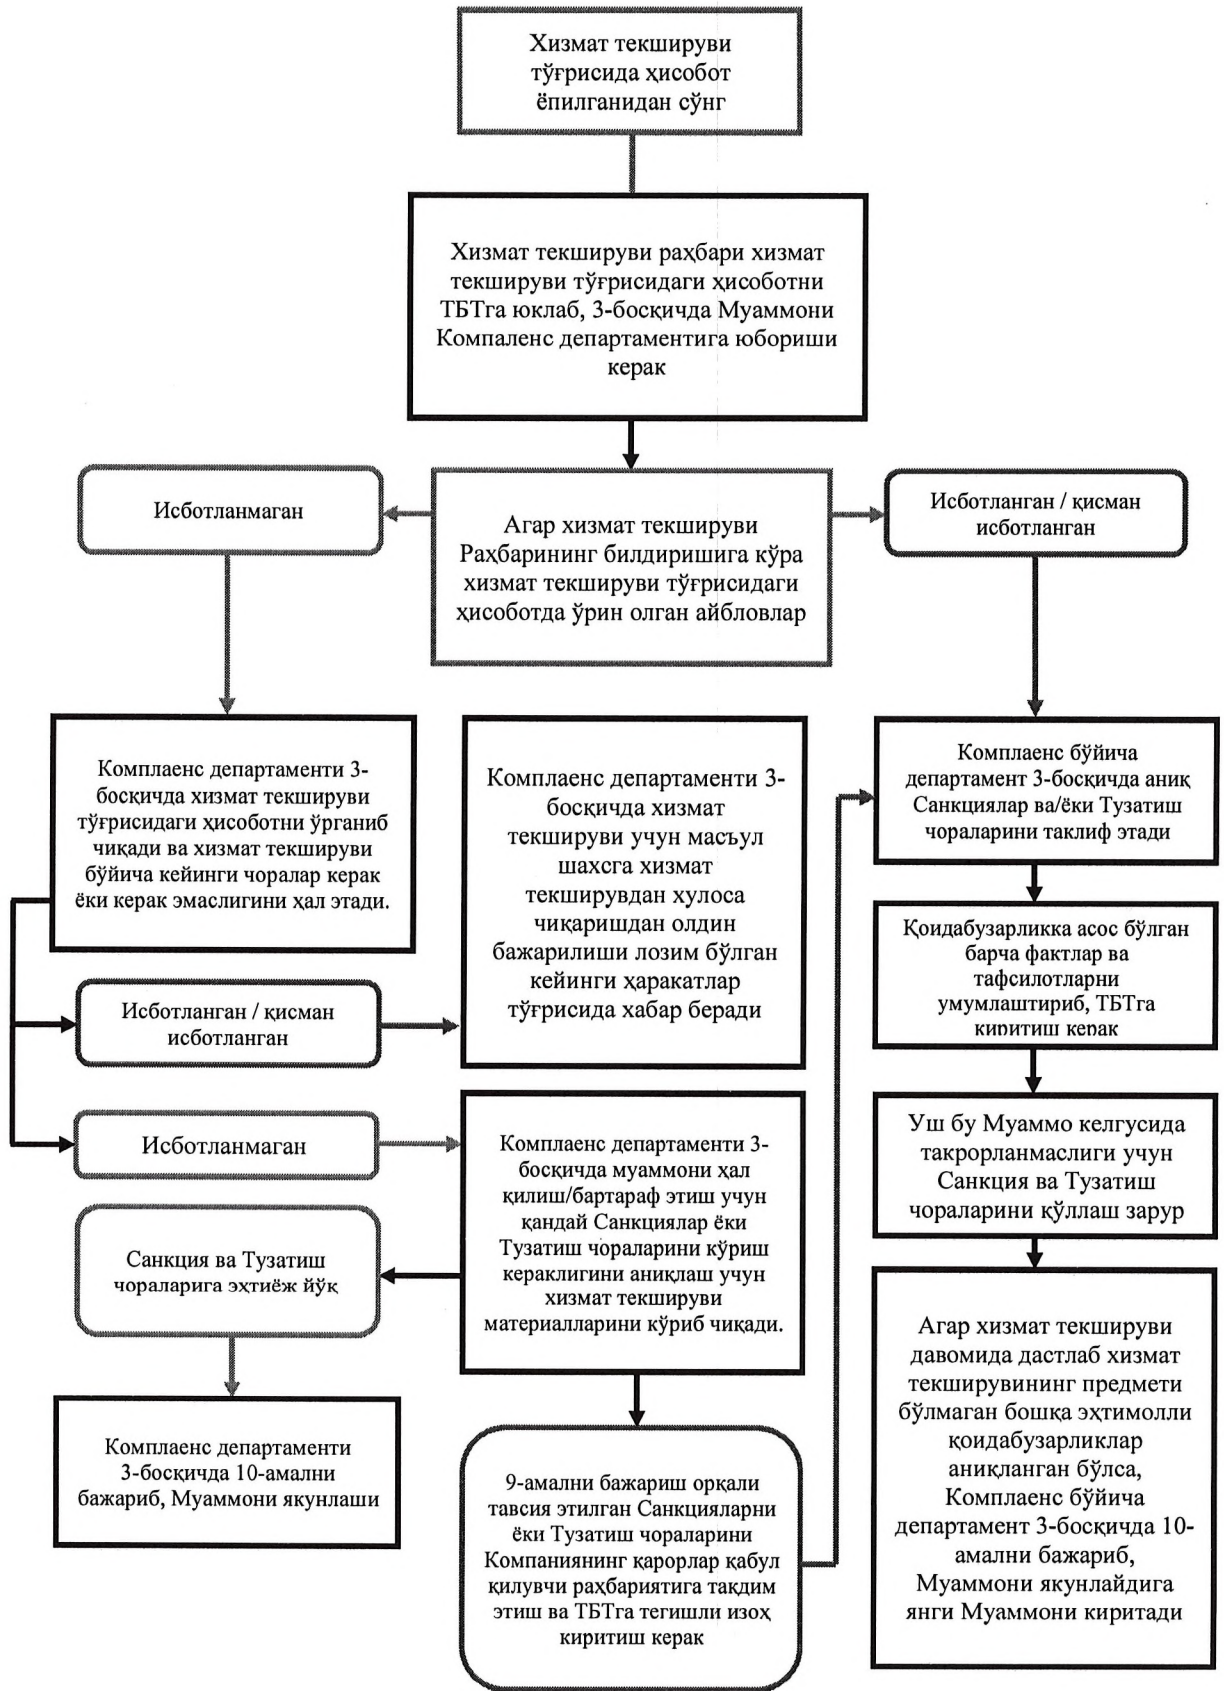 Хизмат текшируви
тўғрисида ҳисобот
ёпилганидан сўнг
Хизмат текшируви раҳбари хизмат
текшируви тўғрисидаги ҳисоботни
ТБТга юклаб, 3-босқичда Муаммони
Компаленс департаментига юбориши
керак
Исботланмаган
Агар хизмат текшируви
Раҳбарининг билдиришига кўра
хизмат текшируви тўғрисидаги
ҳисоботда ўрин олган айбловлар
Исботланган / қисман
исботланган
Комплаенс департаменти 3-
босқичда хизмат текшируви
тўғрисидаги ҳисоботни ўрганиб
чиқади ва хизмат текшируви
бўйича кейинги чоралар керак
ёки керак эмаслигини ҳал этади.
Комплаенс департаменти 3-
босқичда хизмат
текшируви учун масъул
шахсга хизмат
текширувдан хулоса
чиқаришдан олдин
бажарилиши лозим бўлган
кейинги ҳаракатлар
тўғрисида хабар беради
Комплаенс бўйича
департамент 3-босқичда аниқ
Санкциялар ва/ёки Тузатиш
чораларини таклиф этади
Исботланган / қисман
исботланган
Қоидабузарликка асос бўлган
барча фактлар ва
тафсилотларни
умумлаштириб, ТБТга
киритиш керак
Исботланмаган
Комплаенс департаменти 3-
босқичда муаммони ҳал
қилиш/бартараф этиш учун
қандай Санкциялар ёки
Тузатиш чораларини кўриш
кераклигини аниқлаш учун
хизмат текшируви
материалларини кўриб чиқади.
Уш бу Муаммо келгусида
такрорланмаслиги учун
Санкция ва Тузатиш
чораларини қўллаш зарур
Санкция ва Тузатиш
чораларига эҳтиёж йўқ
Комплаенс департаменти
3-босқичда 10-амални
бажариб, Муаммони якунлаши
9-амални бажариш орқали
тавсия этилган Санкцияларни
ёки Тузатиш чораларини
Компаниянинг қарорлар қабул
қилувчи раҳбариятига тақдим
этиш ва ТБТга тегишли изоҳ
киритиш керак
Агар хизмат текшируви
давомида дастлаб хизмат
текширувининг предмети
бўлмаган бошқа эҳтимолли
қоидабузарликлар
аниқланган бўлса,
Комплаенс бўйича
департамент 3-босқичда 10-
амални бажариб,
Муаммони якунлайдига
янги Муаммони киритади